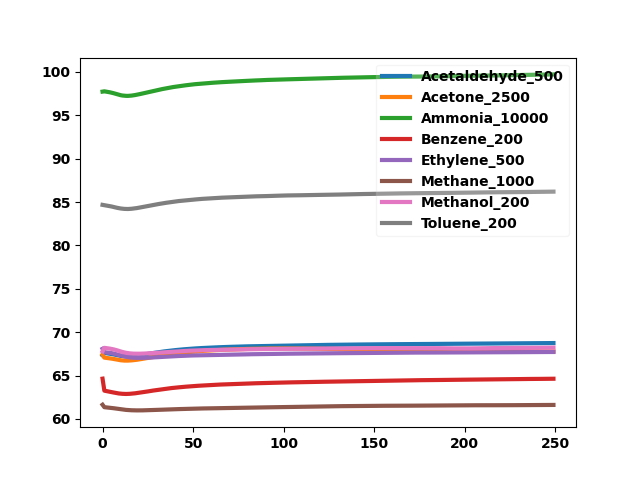 100
95
90
85
80
75
70
65
60
0
50
100
150
200
250
Acetaldehyde_500
Acetone_2500
Ammonia_10000
Benzene_200
Ethylene_500
Methane_1000
Methanol_200
Toluene_200